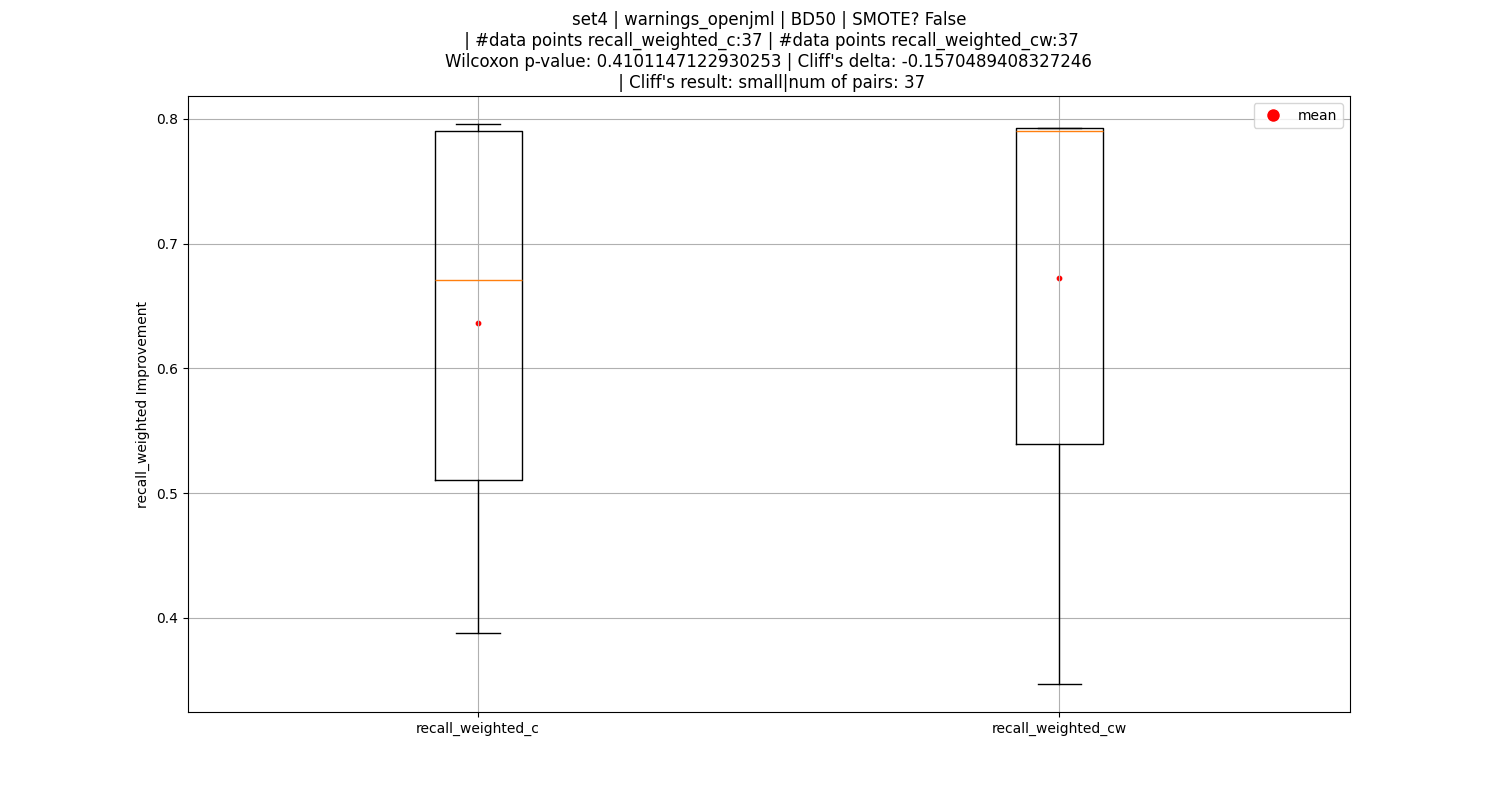 set4 | warnings_openjml | BD50 | SMOTE? False
| #data points recall_weighted_c:37 | #data points recall_weighted_cw:37
Wilcoxon p-value: 0.4101147122930253 | Cliff's delta: -0.1570489408327246
| Cliff's result: small|num of pairs: 37
mean
0.8
0.7
0.6
0.5
0.4
recall_weighted Improvement
recall_weighted_c
recall_weighted_cw